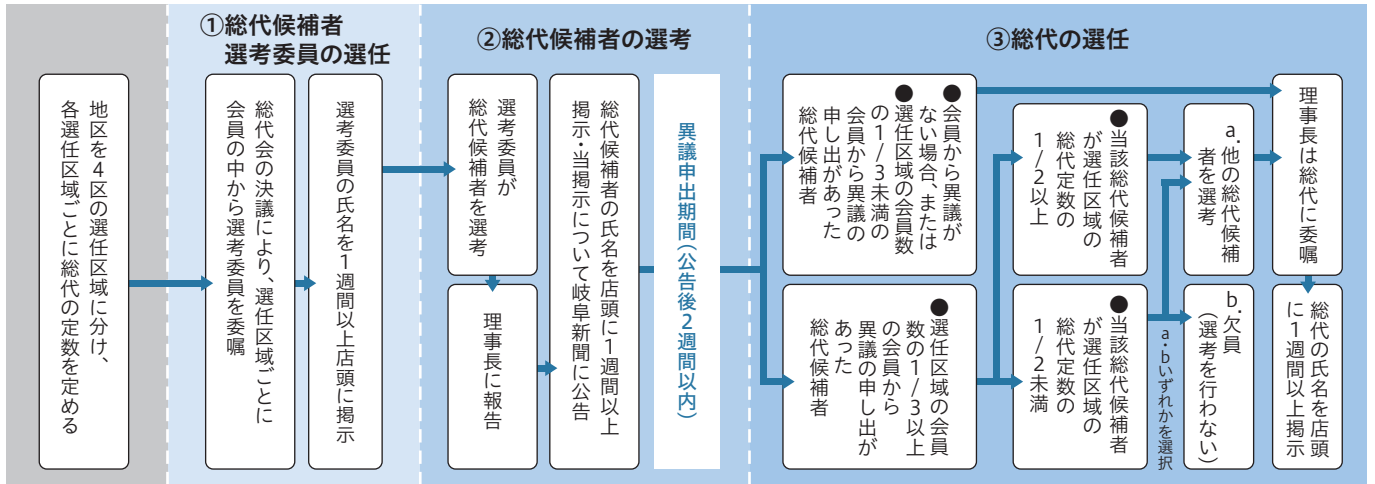 ①総代候補者
選考委員の選任
②総代候補者の選考
③総代の選任
地区を4区の選任区域に分け、
各選任区域ごとに総代の定数を定める
総代会の決議により、選任区域ごとに
会員の中から選考委員を委嘱
選考委員の氏名を1週間以上店頭に掲示
選考委員が
総代候補者を選考
理事長に報告
総代候補者の氏名を店頭に1週間以上
掲示・当掲示について岐阜新聞に公告
異議申出期間(公告後2週間以内)
●会員から異議が
ない場合、または
●選任区域の会員数
の1/3未満の
会員から異議の
申し出があった
総代候補者
●選任区域の会員
数の1/3以上
の会員から
異議の申し出が
あった
総代候補者
●当該総代候補者
が選任区域の
総代定数の
1/2以上
●当該総代候補者
が選任区域の
総代定数の
1/2未満
a・bいずれかを選択
a.他の総代候補
者を選考
b.欠員
(選考を行わない)
理事長は総代に委嘱
総代の氏名を店頭
に1週間以上掲示